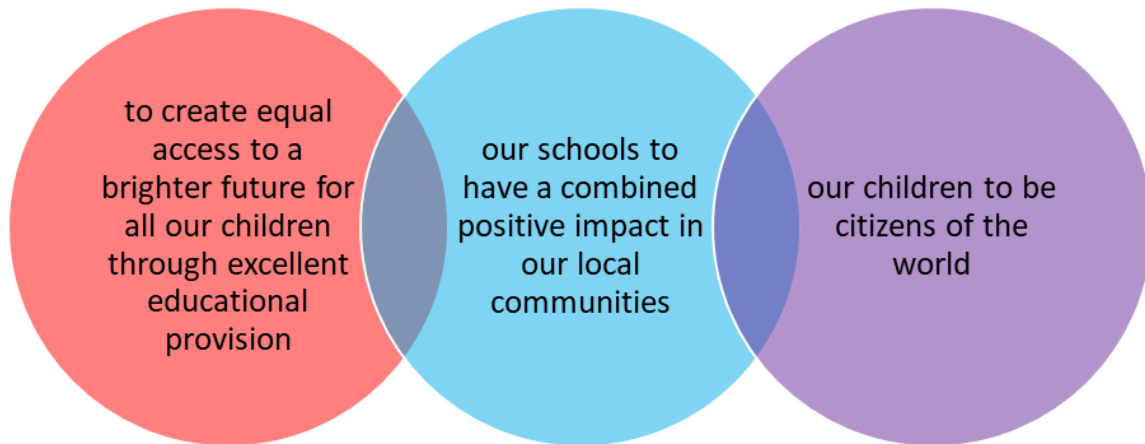 to create equal
access to a
brighter future for
all our children
through excellent
educational
provision
our schools to
have a combined
positive impact in
our local
communities
our children to be
citizens of the
world